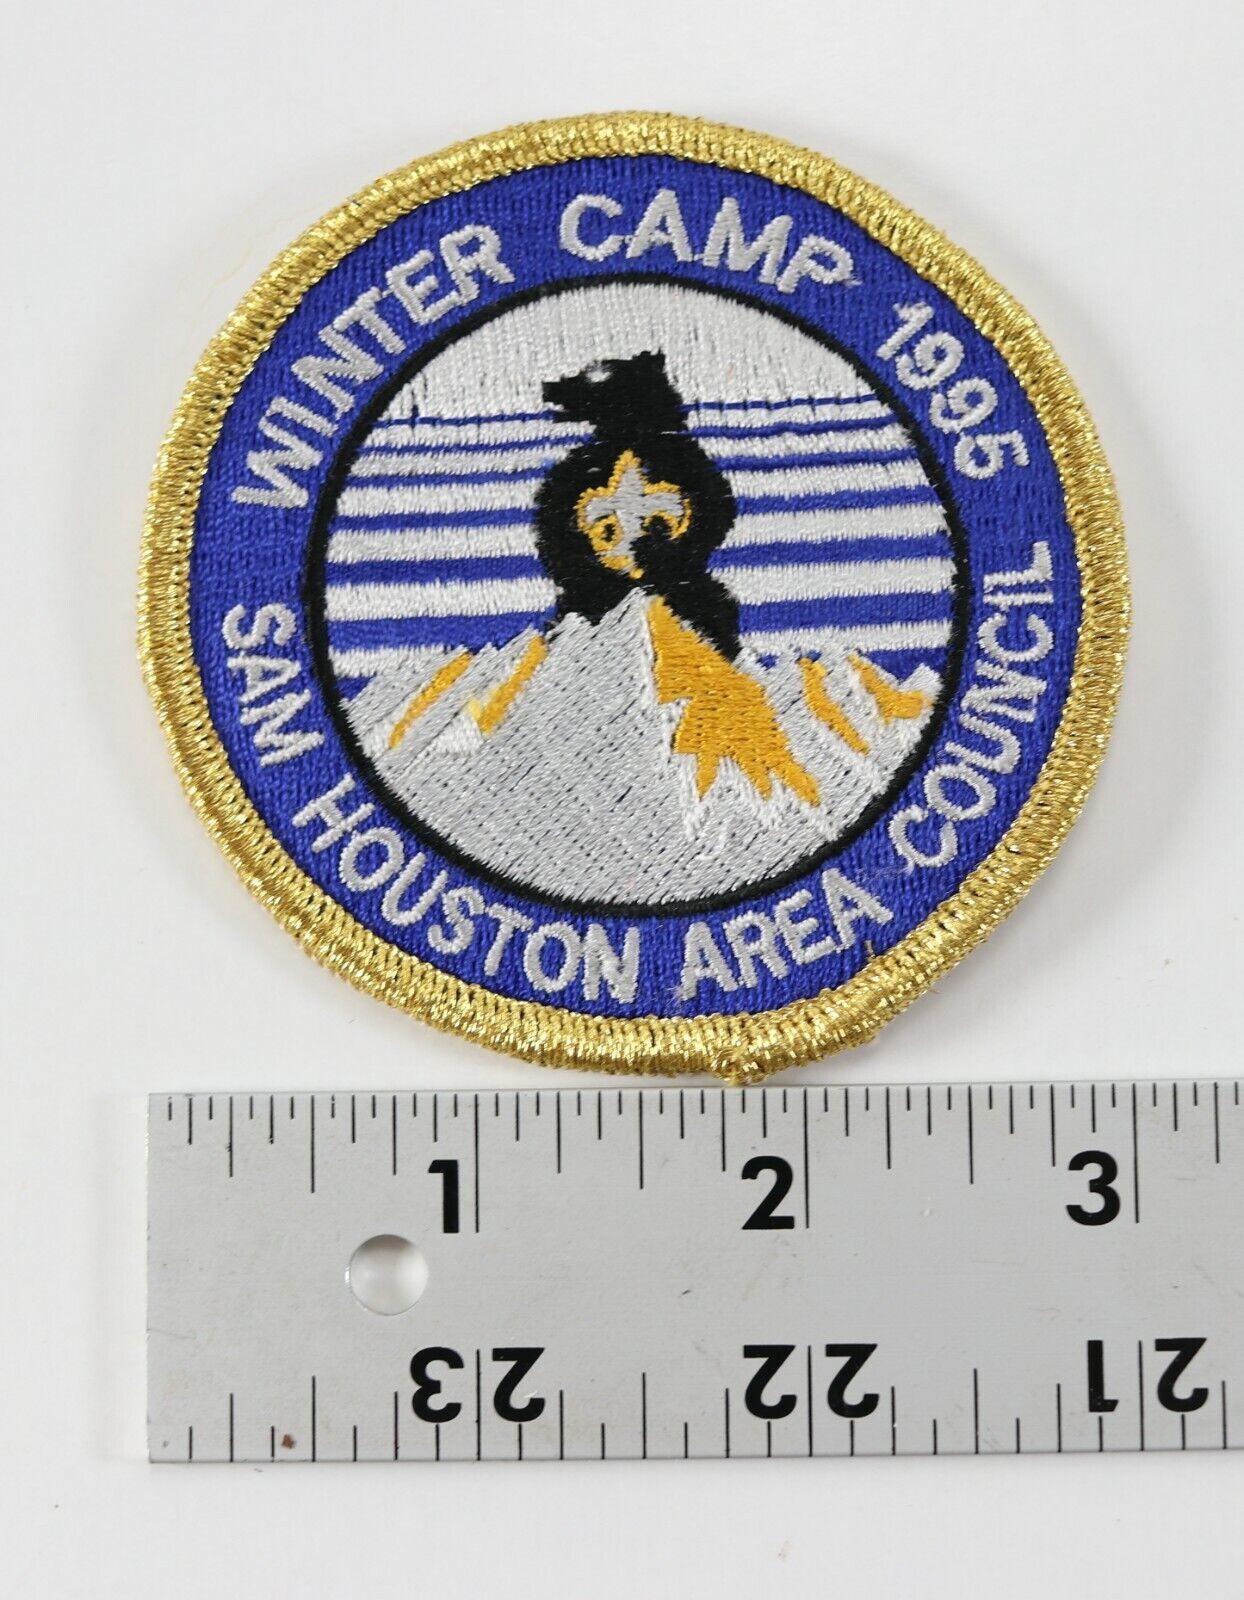 WINTER CAMP 1995
SAM HOUSTON AREA COUNCIL
1 2 3
23 22 21